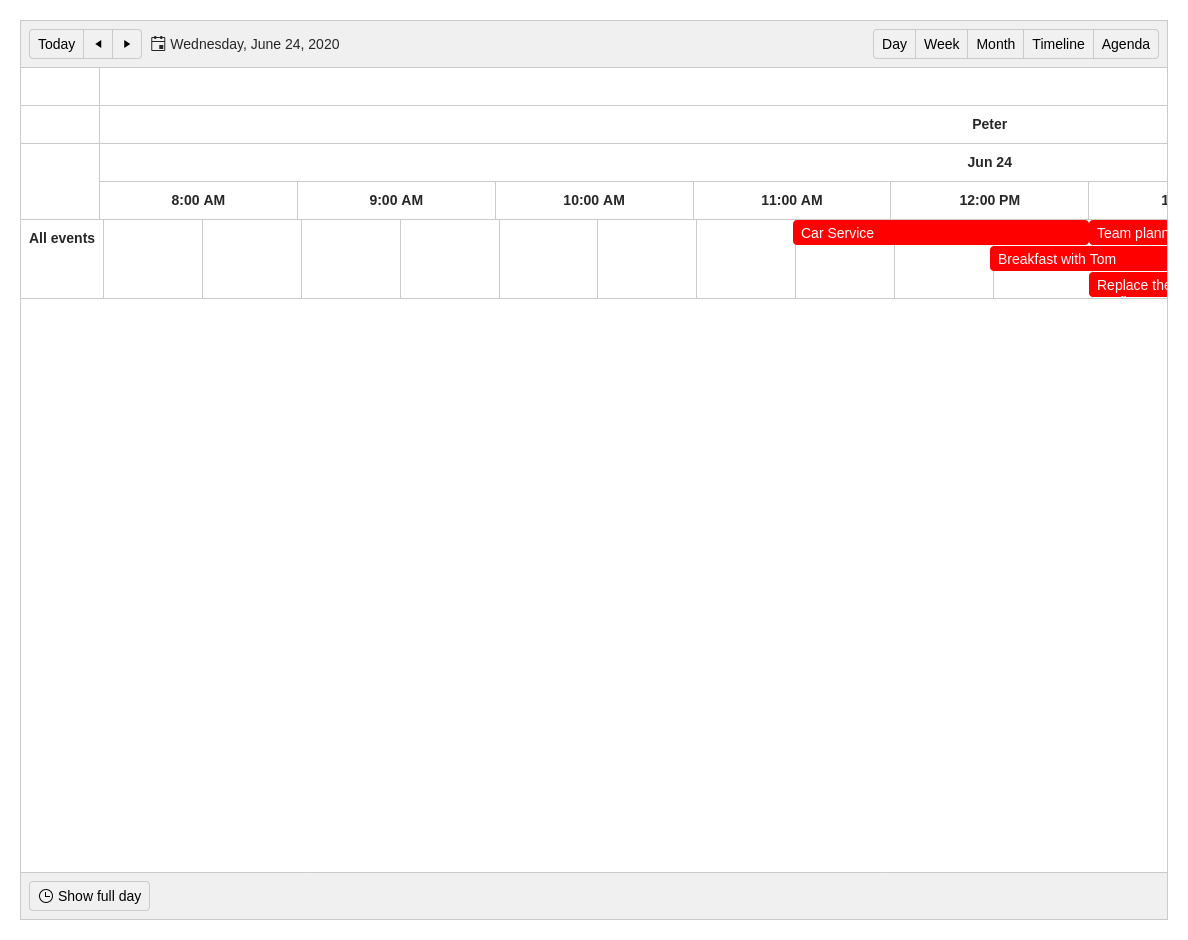 Today
Wednesday, June 24, 2020
Day Week Month Timeline Agenda
Peter
Jun 24
8:00 AM 9:00 AM 10:00 AM 11:00 AM 12:00 PM
All events
Car Service
Team plann
Breakfast with Tom
Replace the
Show full day